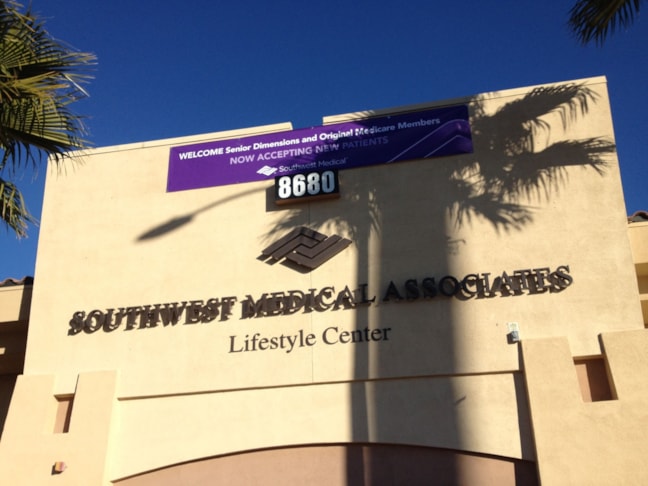 WELCOME Senior Dimensions and Original Medicare Members
NOW ACCEPTING NEW PATIENTS
Southwest Medical
8680
SOUTHWEST MEDICAL ASSOCIATES
Lifestyle Center